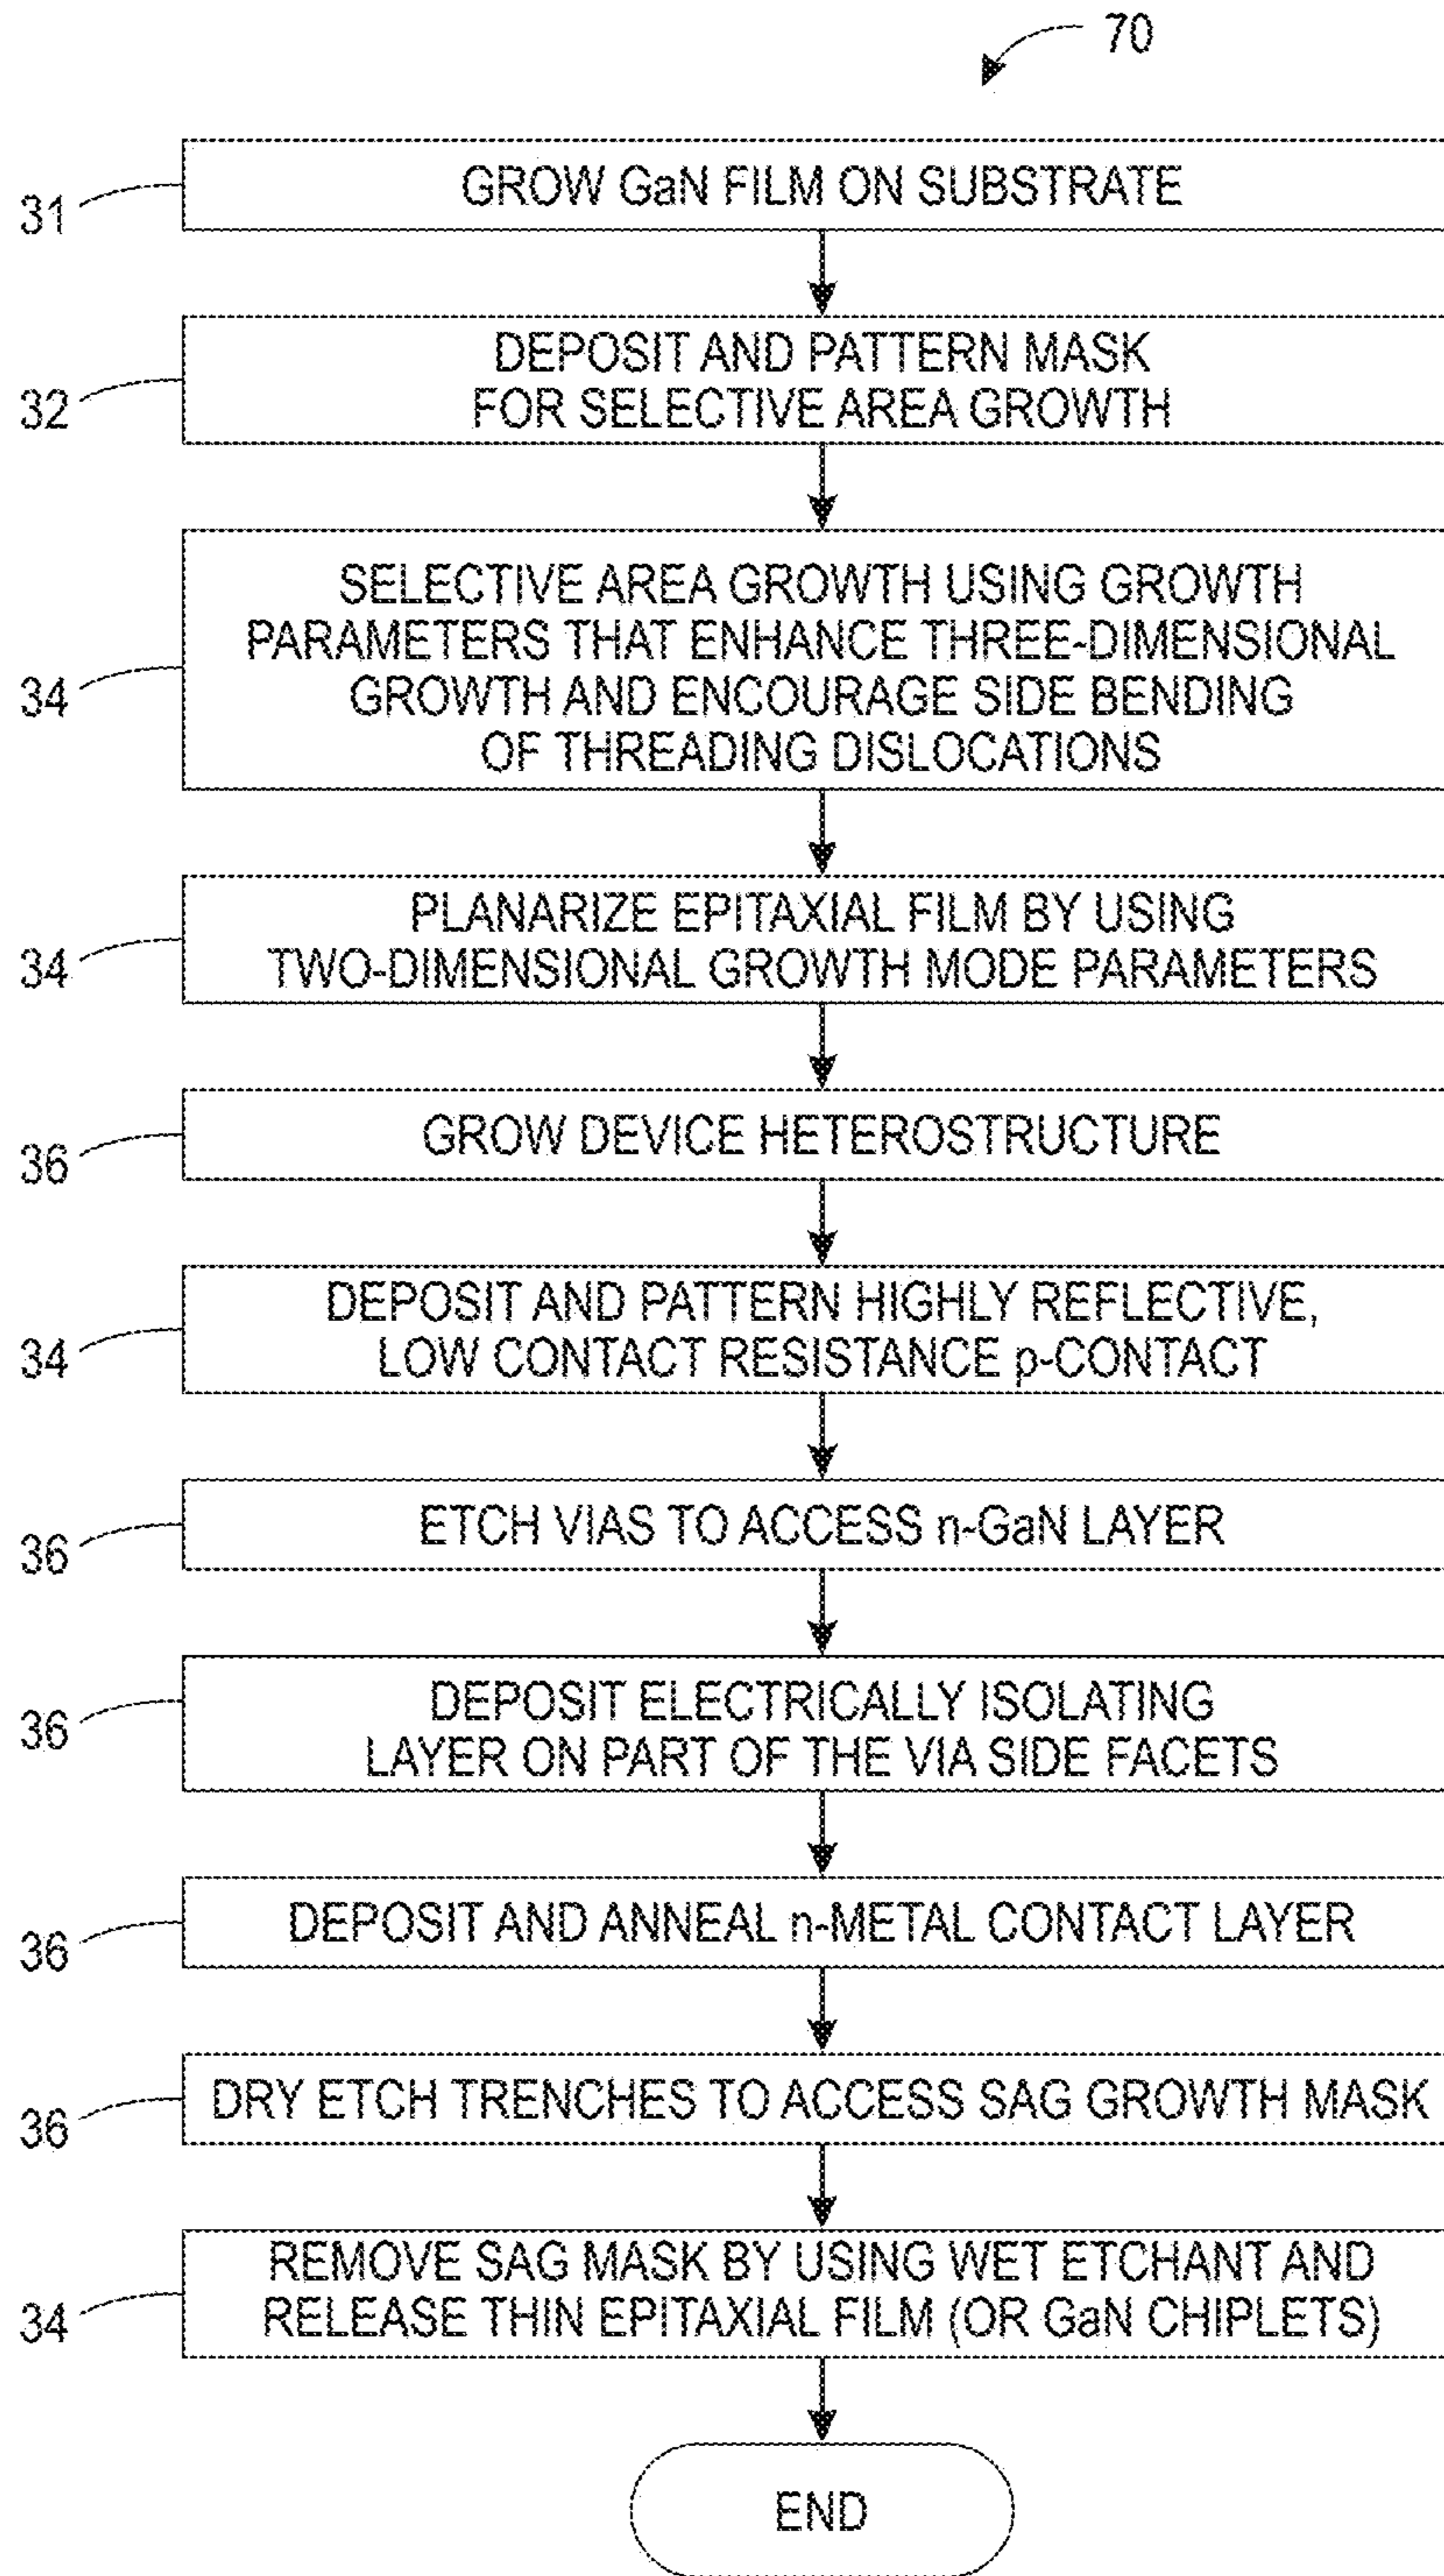 70
31
GROW GaN FILM ON SUBSTRATE
32
DEPOSIT AND PATTERN MASK
FOR SELECTIVE AREA GROWTH
34
SELECTIVE AREA GROWTH USING GROWTH
PARAMETERS THAT ENHANCE THREE-DIMENSIONAL
GROWTH AND ENCOURAGE SIDE BENDING
OF THREADING DISLOCATIONS
34
PLANARIZE EPITAXIAL FILM BY USING
TWO-DIMENSIONAL GROWTH MODE PARAMETERS
36
GROW DEVICE HETEROSTRUCTURE
34
DEPOSIT AND PATTERN HIGHLY REFLECTIVE,
LOW CONTACT RESISTANCE p-CONTACT
36
ETCH VIAS TO ACCESS n-GaN LAYER
36
DEPOSIT ELECTRICALLY ISOLATING
LAYER ON PART OF THE VIA SIDE FACETS
36
DEPOSIT AND ANNEAL n-METAL CONTACT LAYER
36
DRY ETCH TRENCHES TO ACCESS SAG GROWTH MASK
34
REMOVE SAG MASK BY USING WET ETCHANT AND
RELEASE THIN EPITAXIAL FILM (OR GaN CHIPLETS)
END